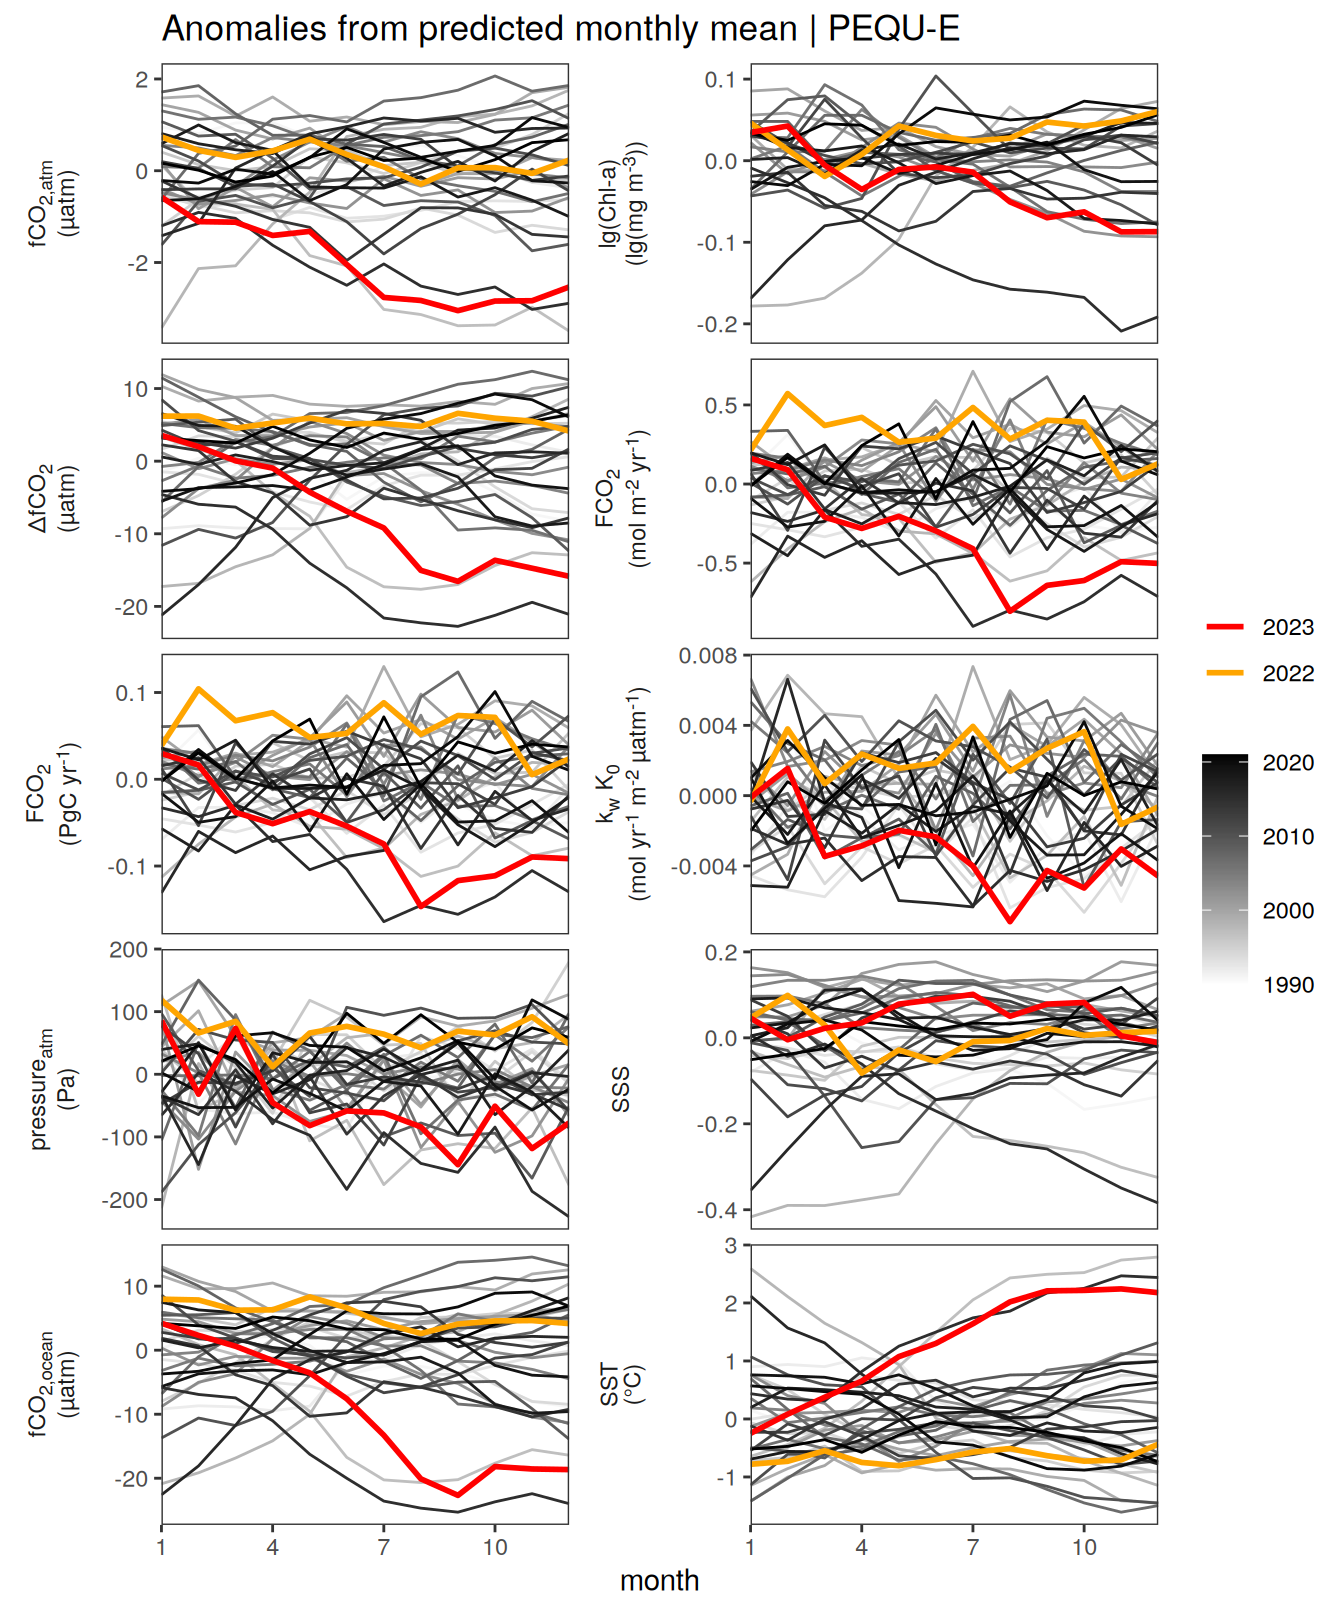 Anomalies from predicted monthly mean | PEQU-E
fCO2,atm
(µatm)
2
0
-2
lg(Chl-a)
(lg(mg m-3))
0.1
0.0
-0.1
-0.2
ΔfCO2
(µatm)
10
0
-10
-20
FCO2
(mol m-2 yr-1)
0.5
0.0
-0.5
FCO2
(PgC yr-1)
0.1
0.0
-0.1
kw K0
(mol yr-1 m-2 µatm-1)
0.008
0.004
0.000
-0.004
pressureatm
(Pa)
200
100
0
-100
-200
SSS
0.2
0.0
-0.2
-0.4
fCO2,ocean
(µatm)
10
0
-10
-20
SST
(°C)
3
2
1
0
-1
1 4 7 10
1 4 7 10
month
2023
2022
2020
2010
2000
1990